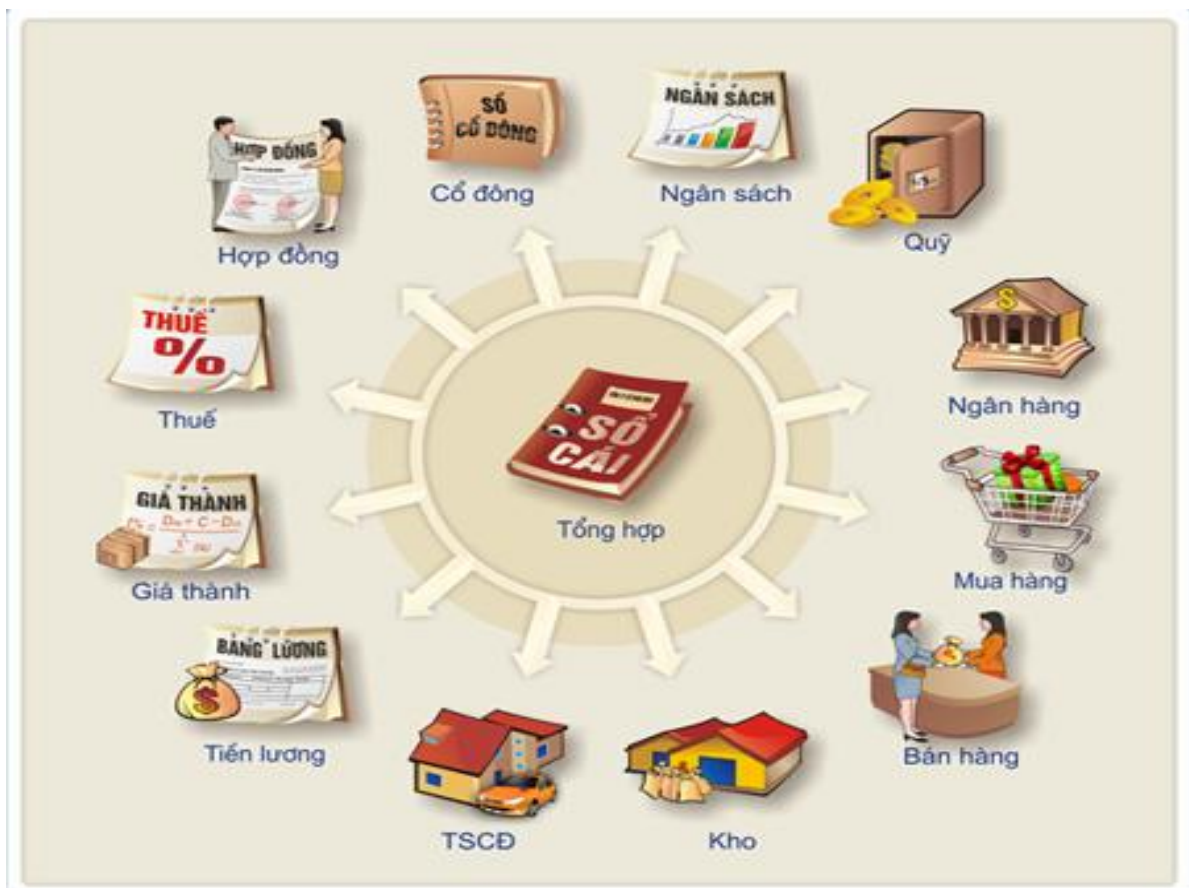 SỔ
CỔ ĐÔNG
Cổ đông
NGÂN SÁCH
Ngân sách
HỢP ĐỒNG
Hợp đồng
Quỹ
THUẾ
%
Thuế
$
Ngân hàng
SỔ
CÁI
Tổng hợp
GIÁ THÀNH
Giá thành
Mua hàng
BẢNG LƯƠNG
$
Tiền lương
$
Bán hàng
TSCĐ
Kho